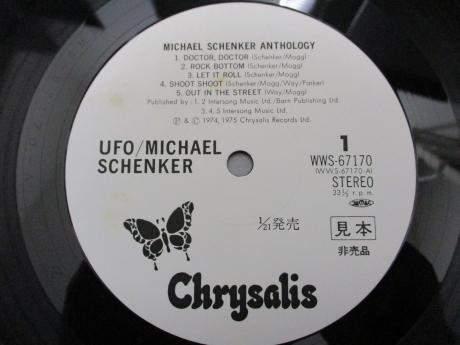 MICHAEL SCHENKER ANTHOLOGY
1. DOCTOR, DOCTOR (Schenker/Mogg)
2. ROCK BOTTOM (Schenker/Mogg)
3. LET IT ROLL (Schenker/Mogg)
4. SHOOT SHOOT (Schenker/Mogg/Way/Parker)
5. OUT IN THE STREET (Way/Mogg)
Published by : 1. 2 Intersong Music Ltd./Barn Publishing Ltd.
3. 4. 5 Intersong Music Ltd.
Ⓟ & © 1974, 1975 Chrysalis Records Ltd.
UFO/MICHAEL
SCHENKER
1
WWS-67170
(WWS-67170-A)
STEREO
33⅓ r.p.m.
1/21発売
見本
非売品
Chrysalis